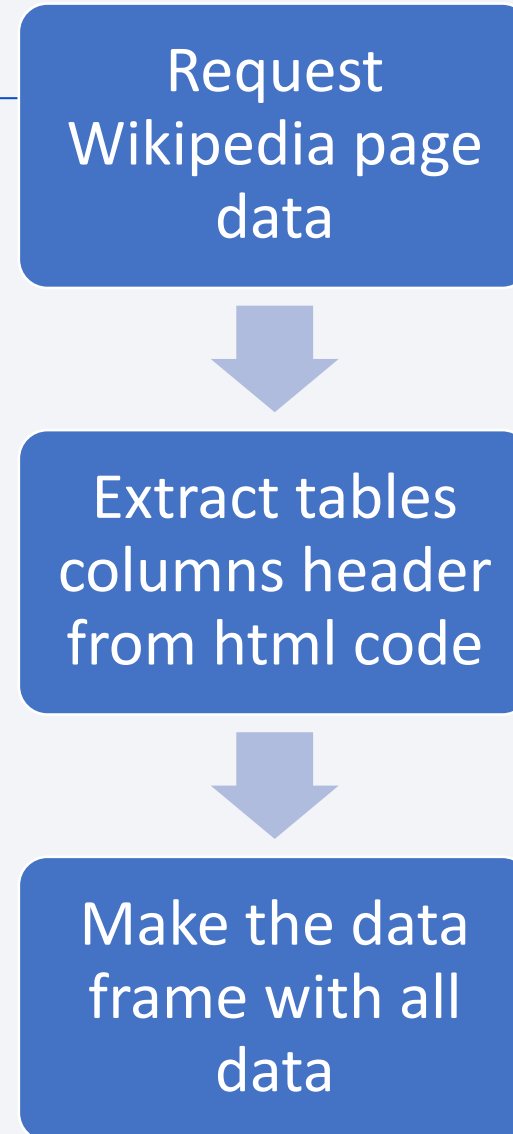 Request
Wikipedia page
data
Extract tables
columns header
from html code
Make the data
frame with all
data